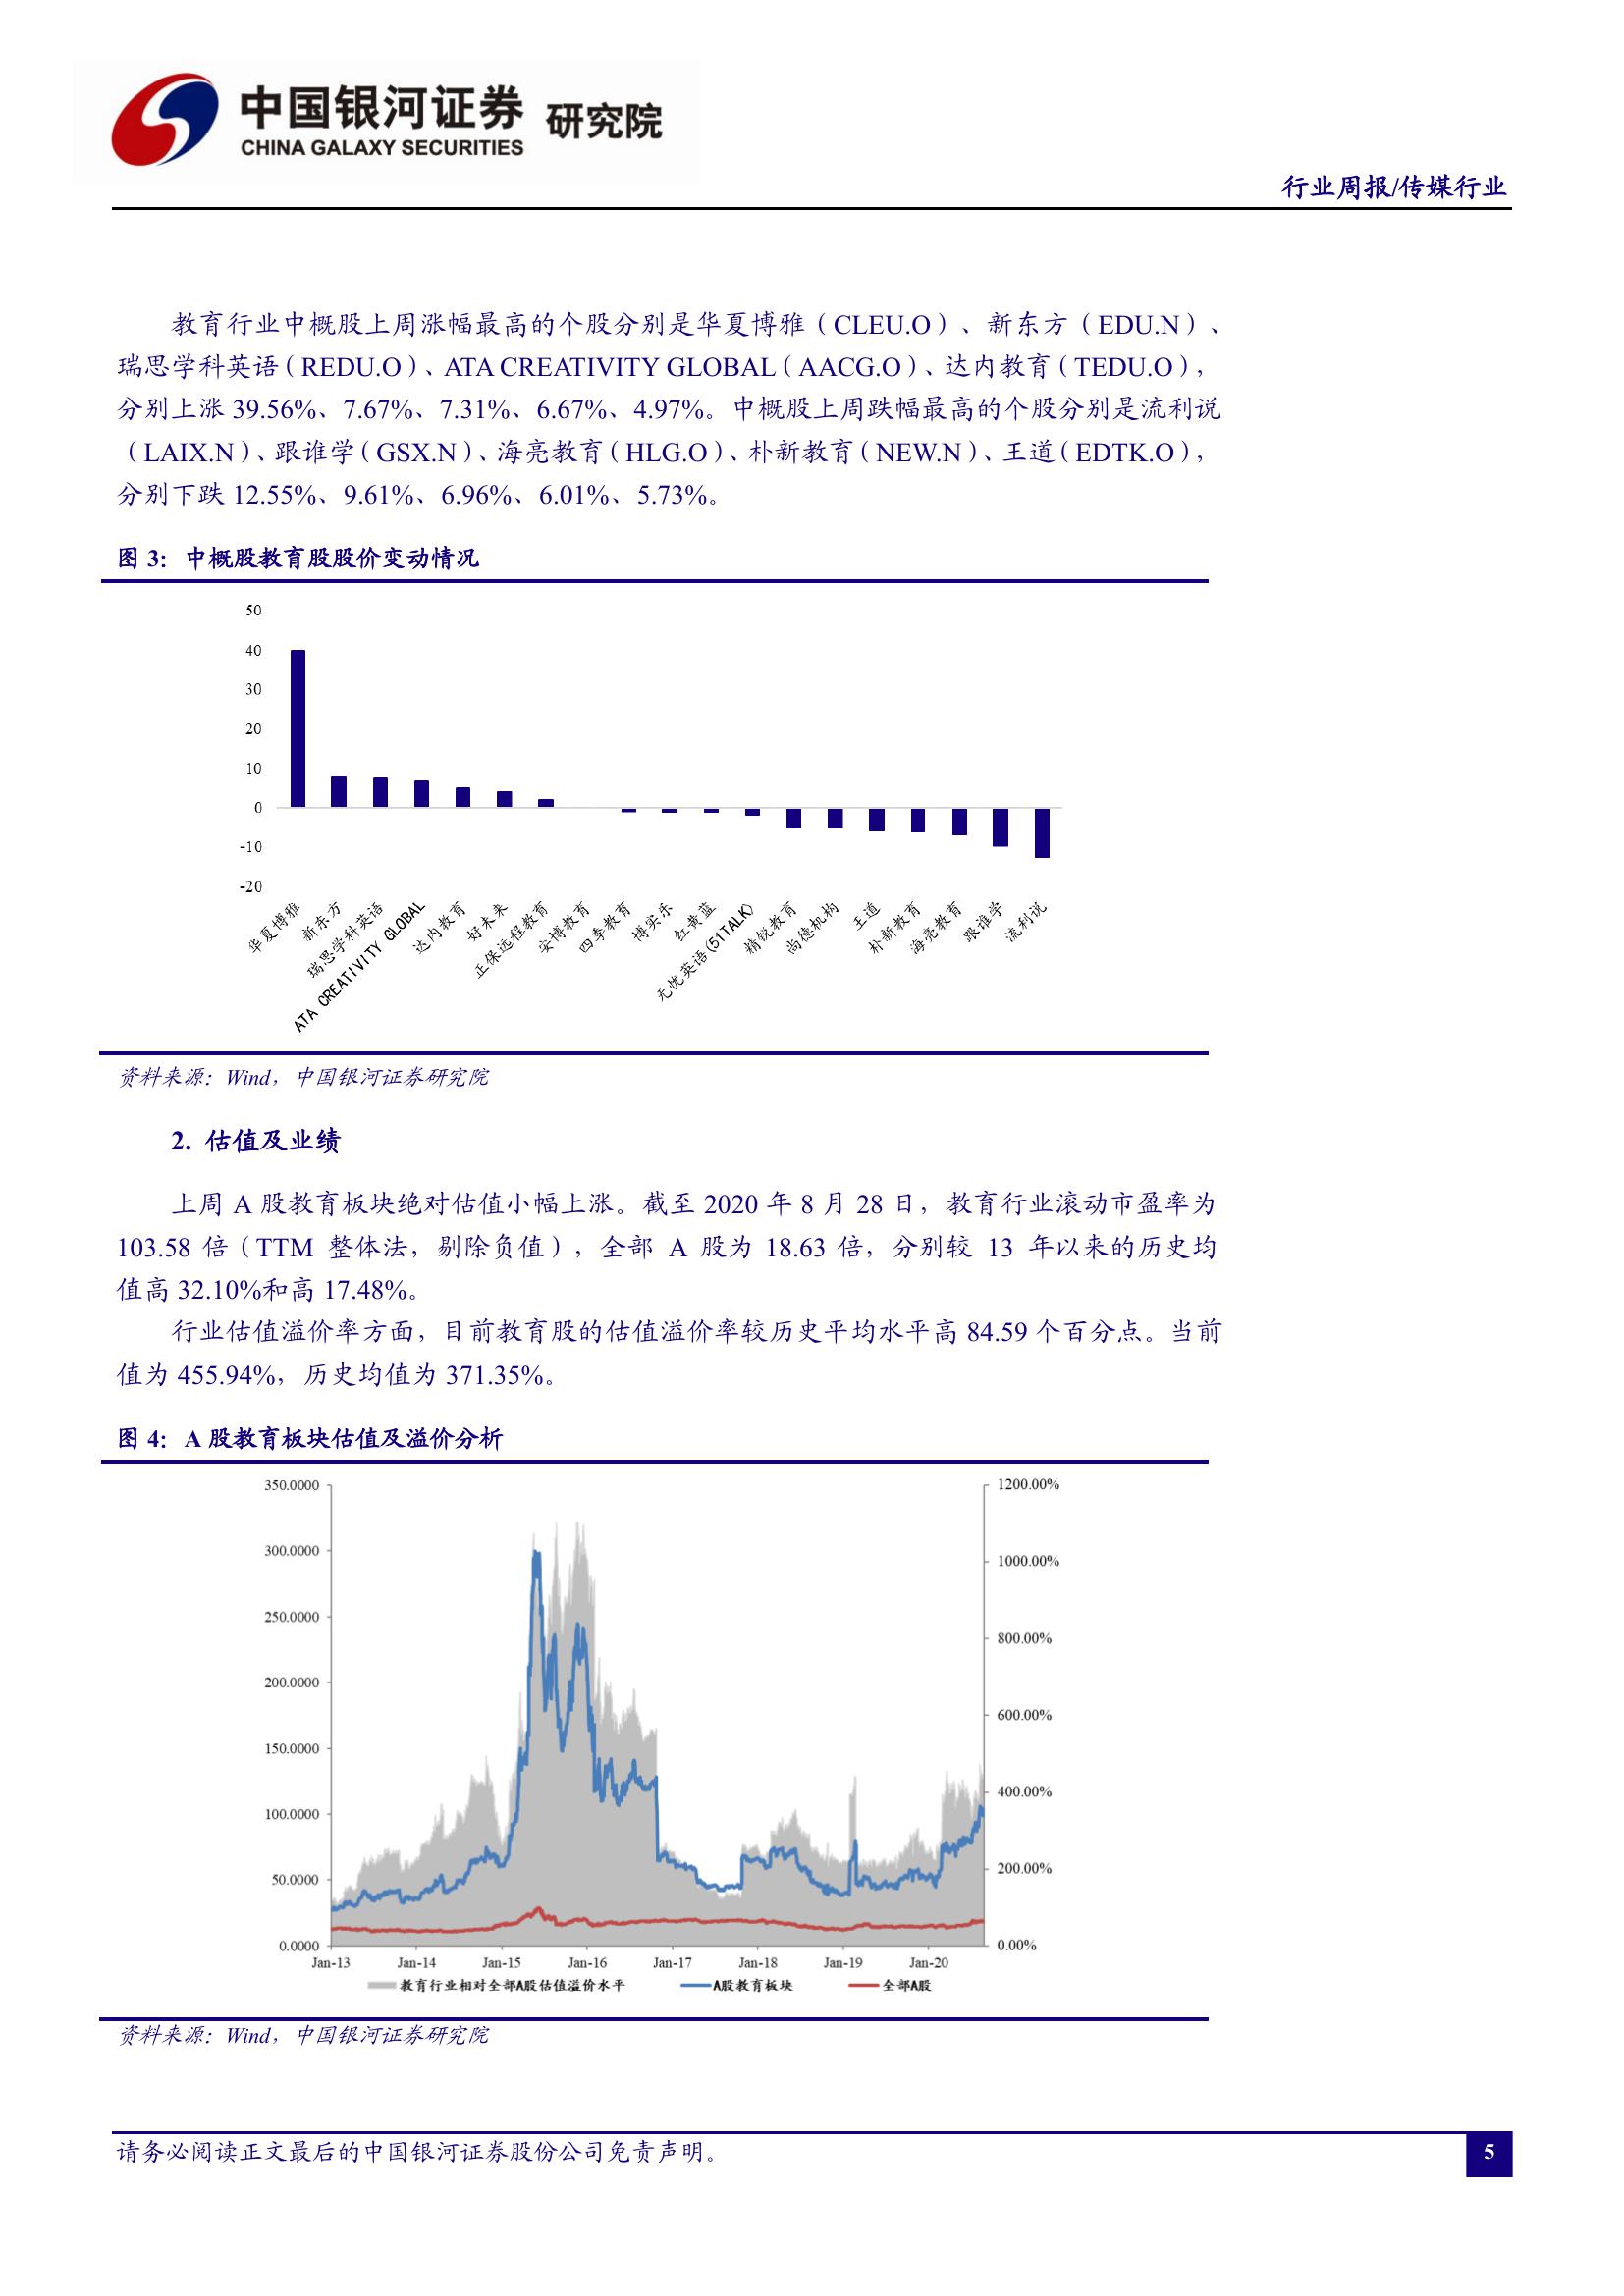 中国银河证券 研究院
CHINA GALAXY SECURITIES
行业周报/传媒行业
教育行业中概股上周涨幅最高的个股分别是华夏博雅（CLEU.O）、新东方（EDU.N）、
瑞思学科英语（REDU.O）、ATA CREATIVITY GLOBAL（AACG.O）、达内教育（TEDU.O），
分别上涨 39.56%、7.67%、7.31%、6.67%、4.97%。中概股上周跌幅最高的个股分别是流利说
（LAIX.N）、跟谁学（GSX.N）、海亮教育（HLG.O）、朴新教育（NEW.N）、王道（EDTK.O），
分别下跌 12.55%、9.61%、6.96%、6.01%、5.73%。
图 3：中概股教育股股价变动情况
50
40
30
20
10
0
-10
-20
华夏博雅
新东方
瑞思学科英语
ATA CREATIVITY GLOBAL
达内教育
好未来
正保远程教育
安博教育
四季教育
博实乐
红黄蓝
无忧英语(51TALK)
精锐教育
尚德机构
王道
朴新教育
海亮教育
跟谁学
流利说
资料来源：Wind，中国银河证券研究院
2. 估值及业绩
上周 A 股教育板块绝对估值小幅上涨。截至 2020 年 8 月 28 日，教育行业滚动市盈率为
103.58 倍（TTM 整体法，剔除负值），全部 A 股为 18.63 倍，分别较 13 年以来的历史均
值高 32.10%和高 17.48%。
行业估值溢价率方面，目前教育股的估值溢价率较历史平均水平高 84.59 个百分点。当前
值为 455.94%，历史均值为 371.35%。
图 4：A 股教育板块估值及溢价分析
350.0000
300.0000
250.0000
200.0000
150.0000
100.0000
50.0000
0.0000
1200.00%
1000.00%
800.00%
600.00%
400.00%
200.00%
0.00%
Jan-13 Jan-14 Jan-15 Jan-16 Jan-17 Jan-18 Jan-19 Jan-20
教育行业相对全部A股估值溢价水平 A股教育板块 全部A股
资料来源：Wind，中国银河证券研究院
请务必阅读正文最后的中国银河证券股份公司免责声明。
5